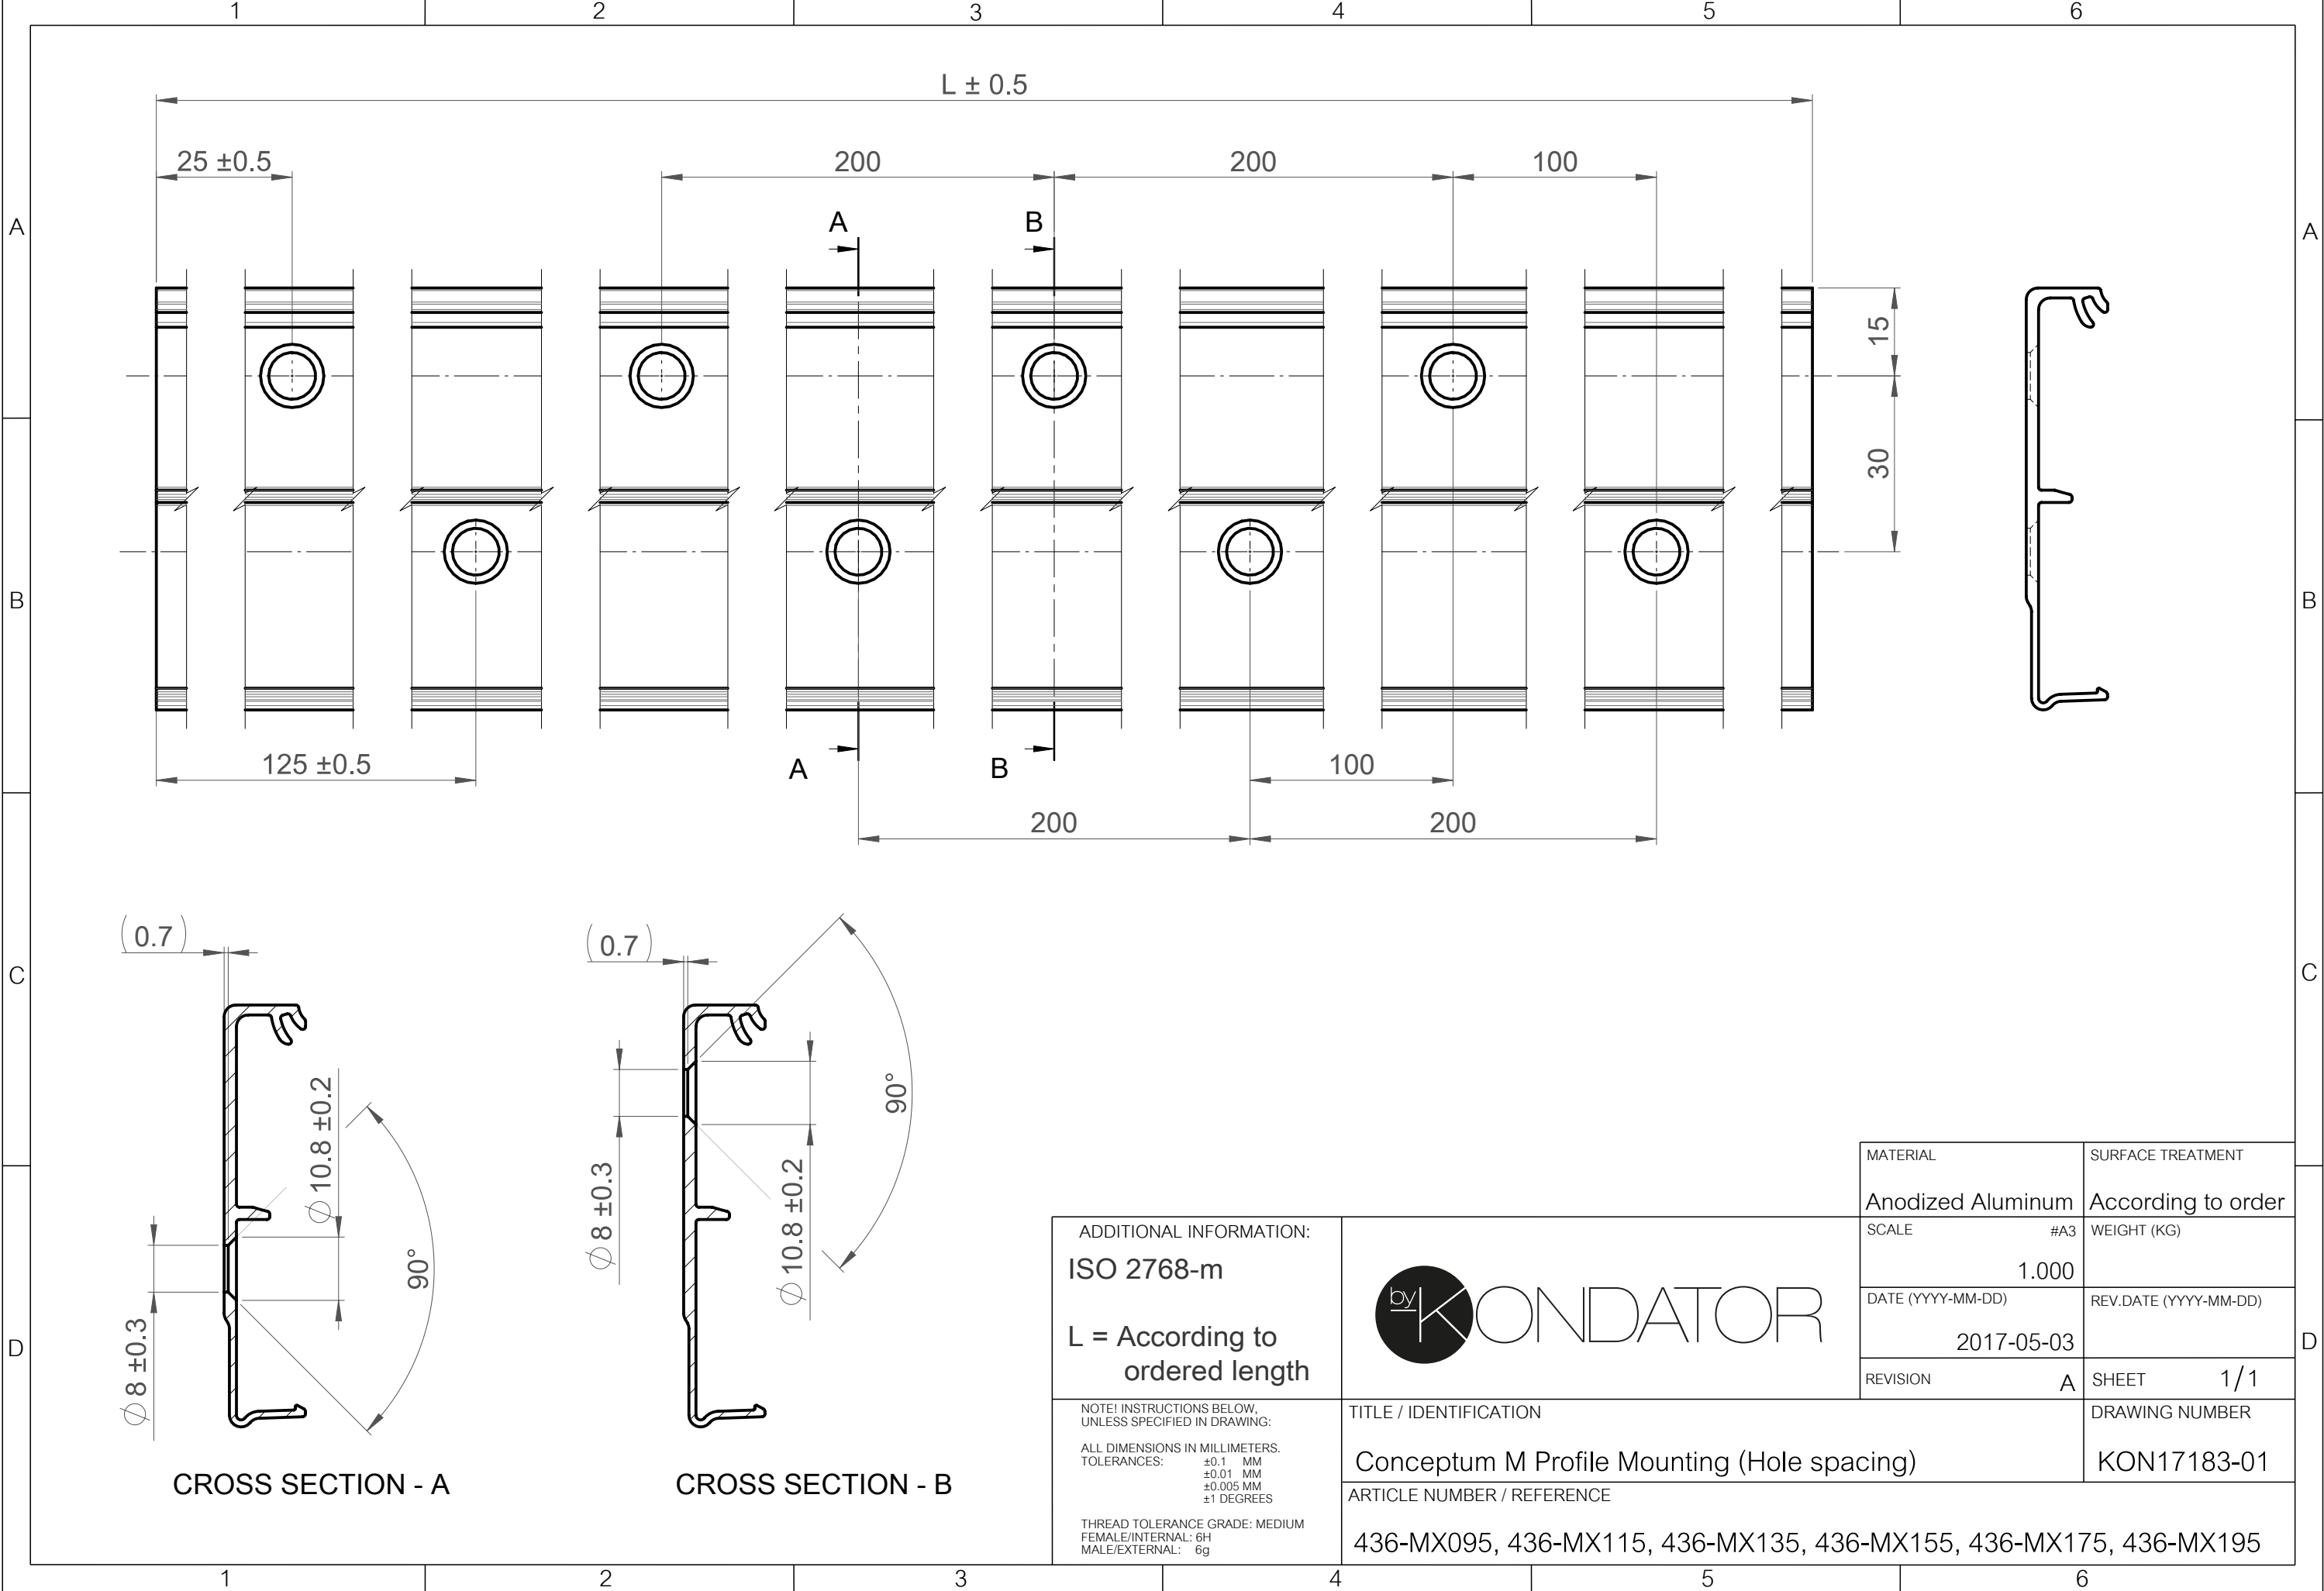 1 2 3 4 5 6
L ± 0.5
25 ±0.5 200 200 100
A B
A A
15
30
B B
125 ±0.5 A B 100
200 200
(0.7) (0.7)
C C
Ø 10.8 ±0.2
90°
Ø 8 ±0.3
90°
Ø 8 ±0.3
Ø 10.8 ±0.2
D D
CROSS SECTION - A CROSS SECTION - B
ADDITIONAL INFORMATION:
ISO 2768-m
L = According to
ordered length
NOTE! INSTRUCTIONS BELOW,
UNLESS SPECIFIED IN DRAWING:
ALL DIMENSIONS IN MILLIMETERS.
TOLERANCES: ±0.1 MM
±0.01 MM
±0.005 MM
±1 DEGREES
THREAD TOLERANCE GRADE: MEDIUM
FEMALE/INTERNAL: 6H
MALE/EXTERNAL: 6g
by KONDATOR
MATERIAL
Anodized Aluminum
SURFACE TREATMENT
According to order
SCALE #A3
1.000
WEIGHT (KG)
DATE (YYYY-MM-DD)
2017-05-03
REV.DATE (YYYY-MM-DD)
REVISION A
SHEET 1/1
TITLE / IDENTIFICATION
Conceptum M Profile Mounting (Hole spacing)
DRAWING NUMBER
KON17183-01
ARTICLE NUMBER / REFERENCE
436-MX095, 436-MX115, 436-MX135, 436-MX155, 436-MX175, 436-MX195
1 2 3 4 5 6